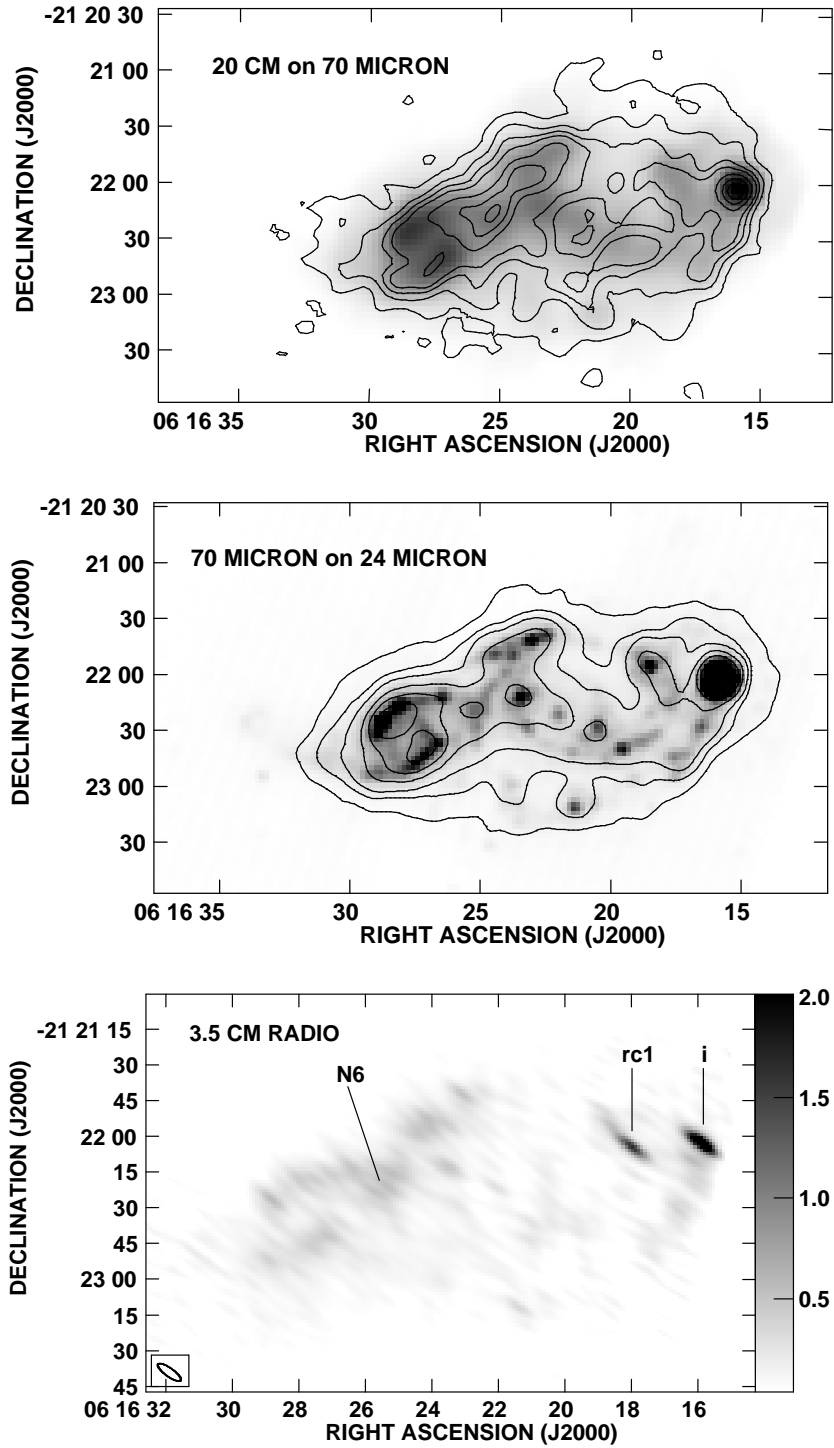 -21 20 30
20 CM on 70 MICRON
21 00
30
22 00
30
23 00
30
DECLINATION (J2000)
06 16 35 30 25 20 15
RIGHT ASCENSION (J2000)
-21 20 30
70 MICRON on 24 MICRON
21 00
30
22 00
30
23 00
30
DECLINATION (J2000)
06 16 35 30 25 20 15
RIGHT ASCENSION (J2000)
-21 21 15
3.5 CM RADIO
2.0
30
N6
rc1
i
45
1.5
22 00
15
30
1.0
45
23 00
0.5
15
30
45
DECLINATION (J2000)
06 16 32 30 28 26 24 22 20 18 16
RIGHT ASCENSION (J2000)